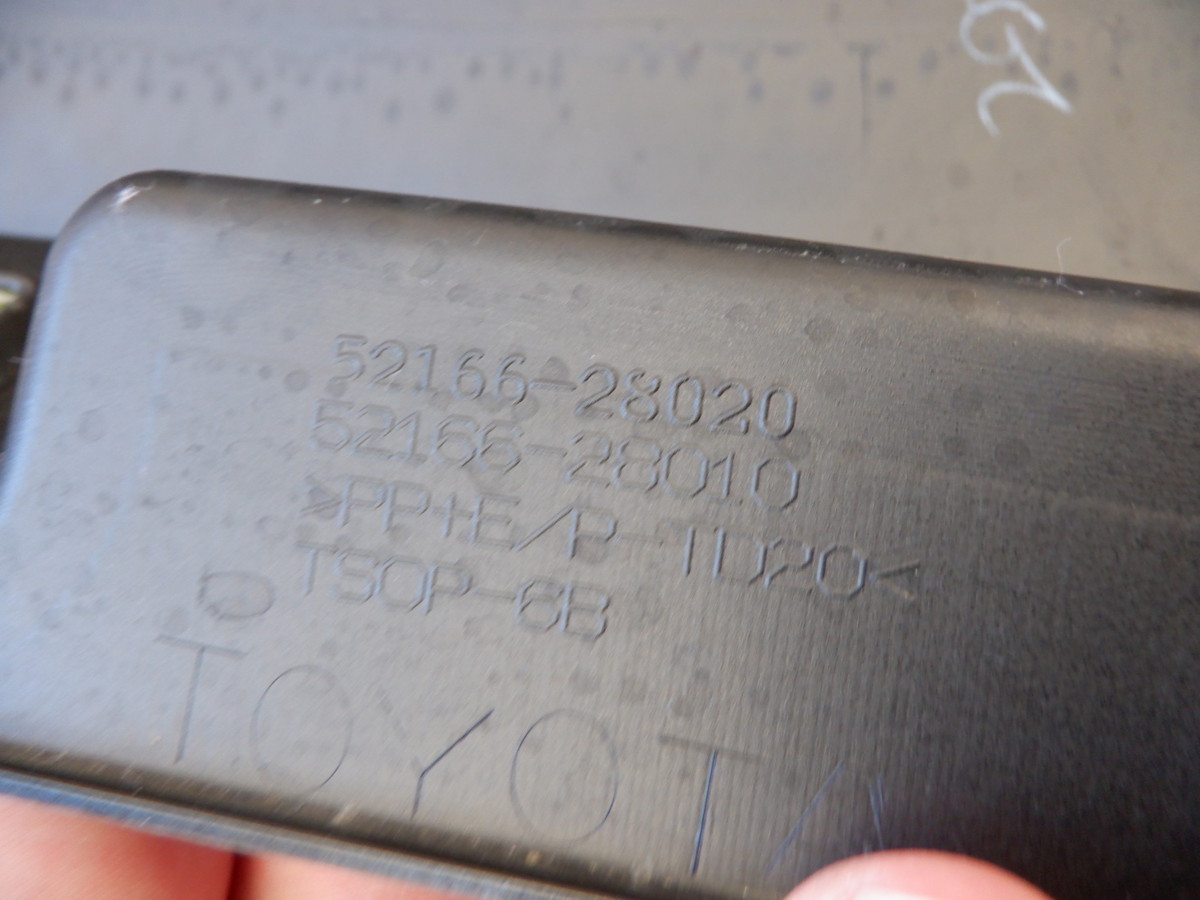 52166-28020
52166-28010
>PP+E/P-TD20<
TSOP-6B
TOYOTA